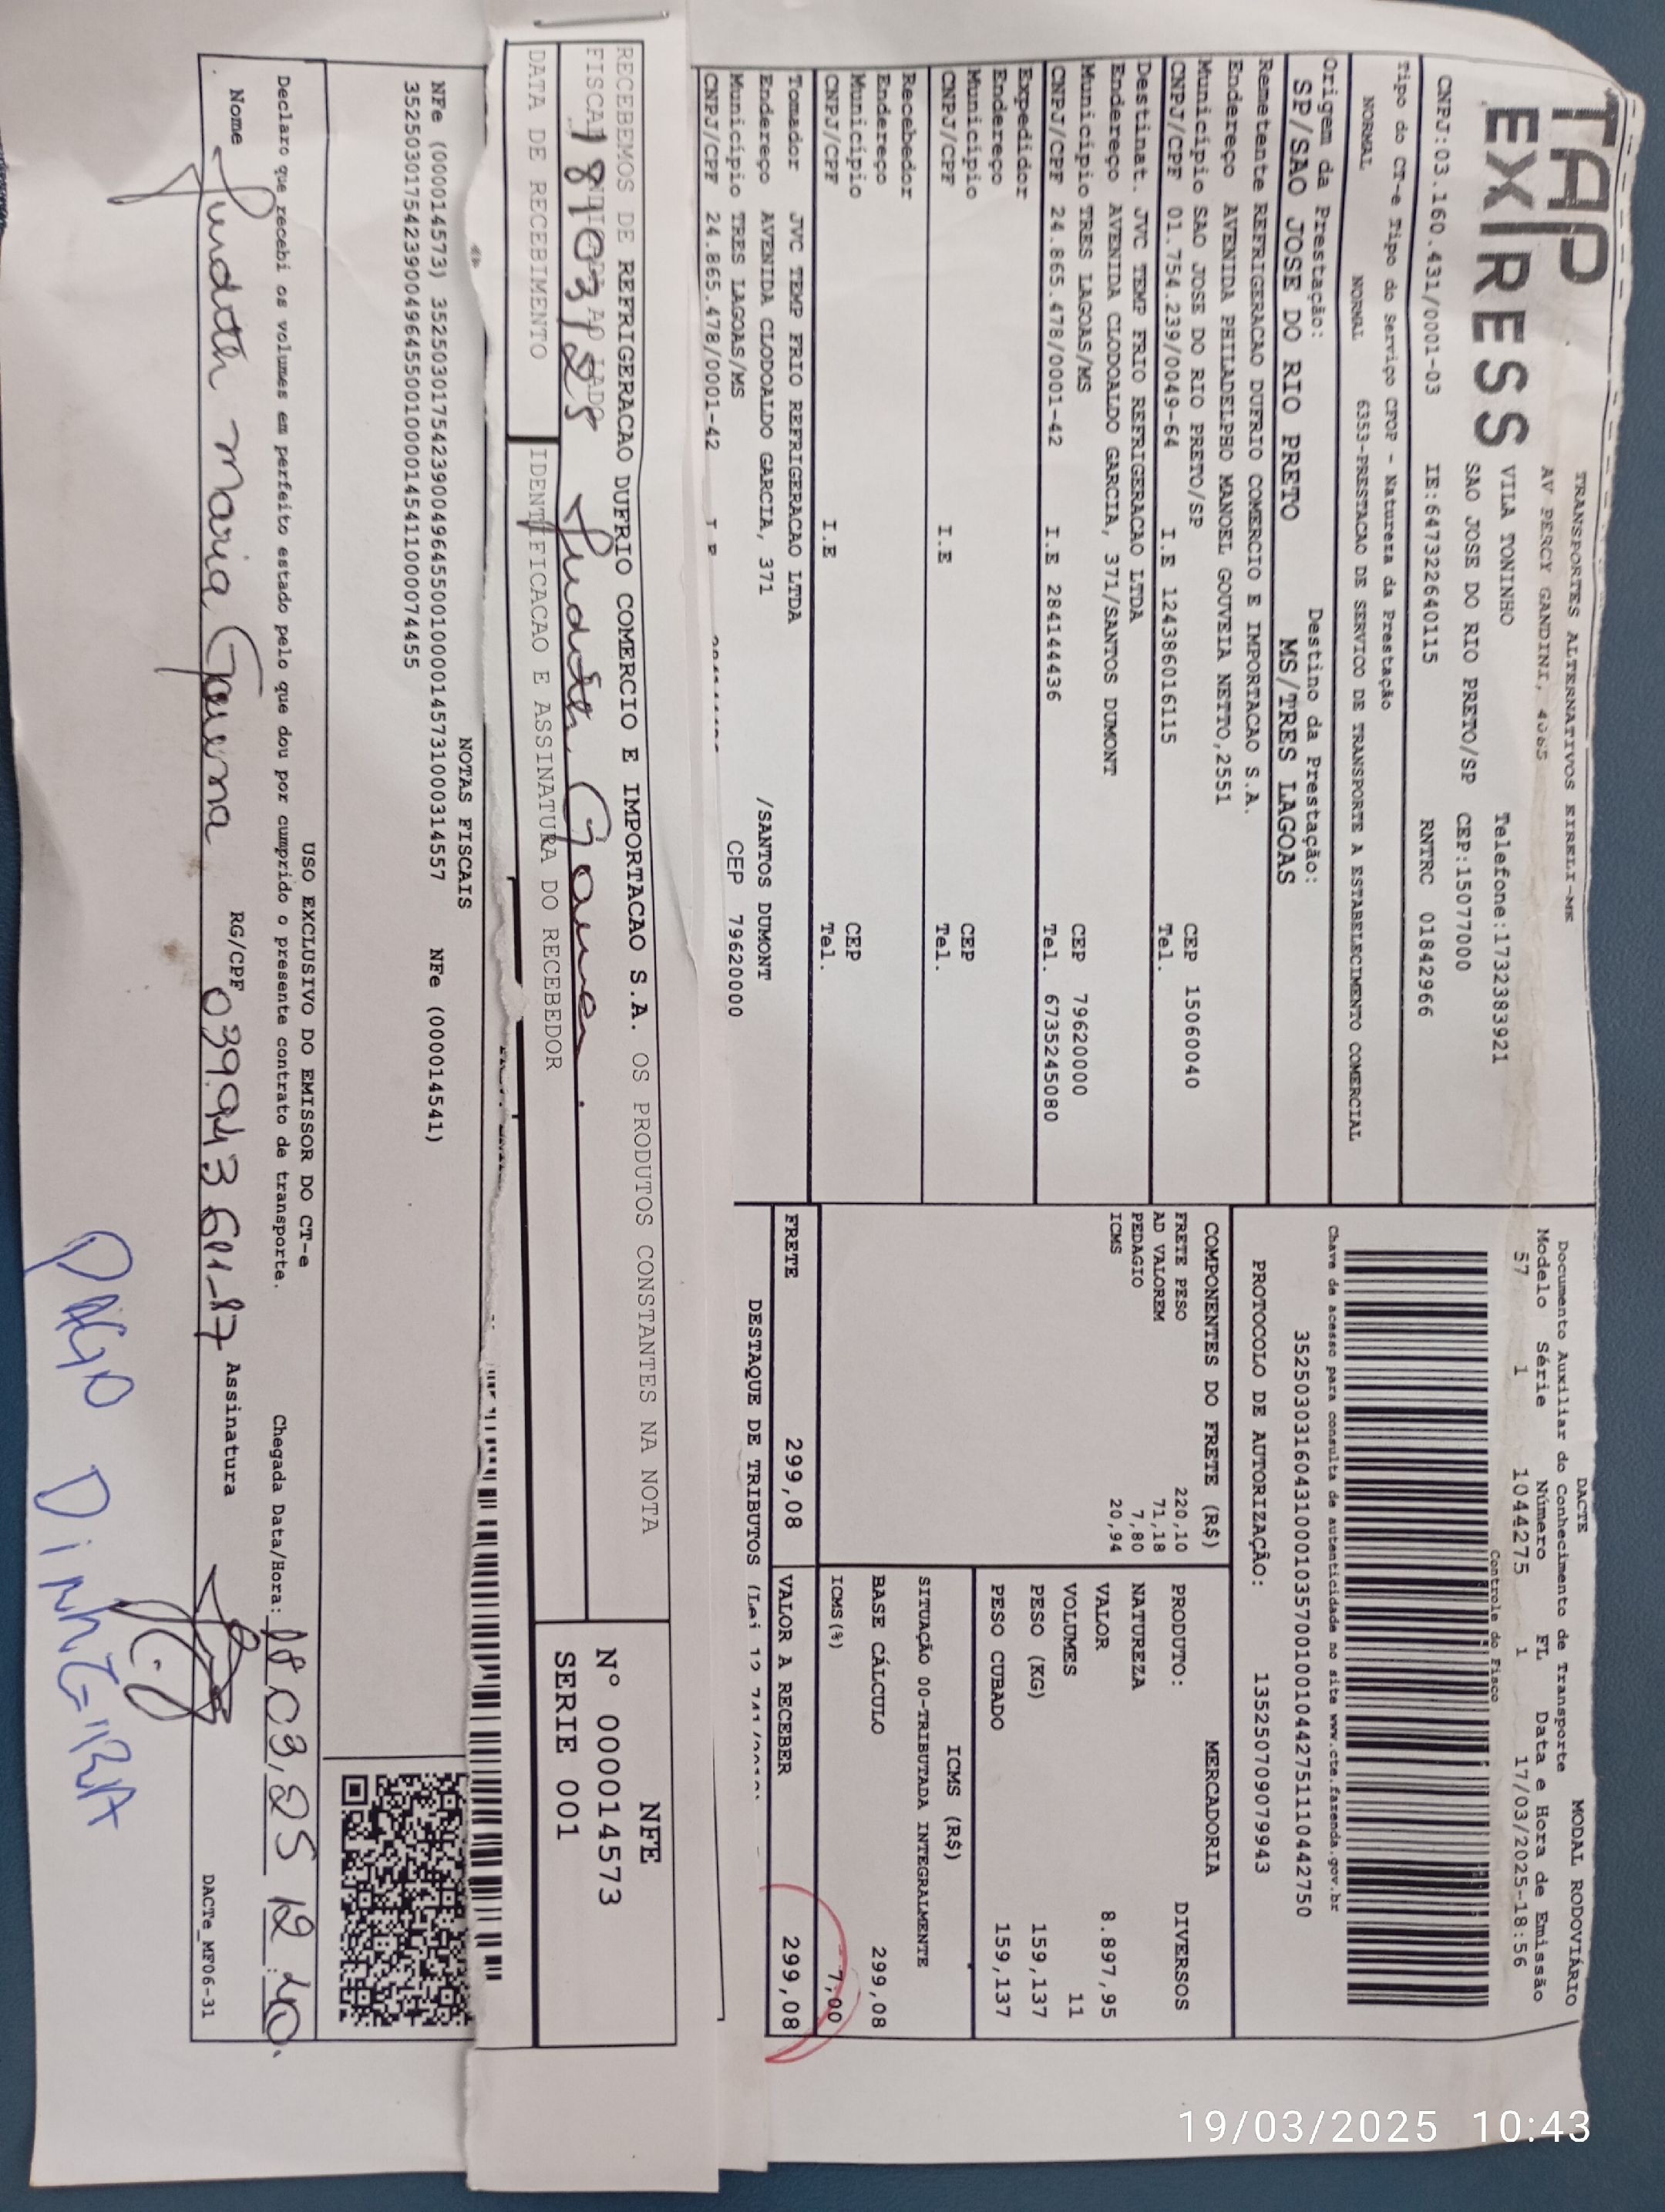 TAP
EXPRESS
TRANSPORTES ALTERNATIVOS EIRELI-ME
AV PERCY GANDINI, 4065
VILA TONINHO Telefone:1732383921
SAO JOSE DO RIO PRETO/SP CEP:15077000
CNPJ:03.160.431/0001-03 IE:647322640115 RNTRC 01842966
DACTE
Documento Auxiliar do Conhecimento de Transporte
MODAL RODOVIÁRIO
Modelo Série Número FL Data e Hora de Emissão
57 1 1044275 1 17/03/2025-18:56
Controle do Fisco
Tipo do CT-e Tipo do Serviço CFOP - Natureza da Prestação
NORMAL NORMAL 6353-PRESTACAO DE SERVICO DE TRANSPORTE A ESTABELECIMENTO COMERCIAL
Chave de acesso para consulta de autenticidade no site www.cte.fazenda.gov.br
35250303160431000103570010010442751110442750
Origem da Prestação: Destino da Prestação:
SP/SAO JOSE DO RIO PRETO MS/TRES LAGOAS
PROTOCOLO DE AUTORIZAÇÃO: 135250709079943
Remetente REFRIGERACAO DUFRIO COMERCIO E IMPORTACAO S.A.
Endereço AVENIDA PHILADELPHO MANOEL GOUVEIA NETTO,2551
Município SAO JOSE DO RIO PRETO/SP CEP 15060040
CNPJ/CPF 01.754.239/0049-64 I.E 124386016115 Tel.
Destinat. JVC TEMP FRIO REFRIGERACAO LTDA
Endereço AVENIDA CLODOALDO GARCIA, 371/SANTOS DUMONT
Município TRES LAGOAS/MS CEP 79620000
CNPJ/CPF 24.865.478/0001-42 I.E 284144436 Tel. 6735245080
Expedidor
Endereço
Município CEP
CNPJ/CPF I.E Tel.
Recebedor
Endereço
Município CEP
CNPJ/CPF I.E Tel.
Tomador JVC TEMP FRIO REFRIGERACAO LTDA
Endereço AVENIDA CLODOALDO GARCIA, 371 /SANTOS DUMONT
Município TRES LAGOAS/MS CEP 79620000
CNPJ/CPF 24.865.478/0001-42
COMPONENTES DO FRETE (R$)
FRETE PESO 220,10
AD VALOREM 71,18
PEDAGIO 7,80
ICMS 20,94
MERCADORIA
PRODUTO: DIVERSOS
NATUREZA
VALOR 8.897,95
VOLUMES 11
PESO (KG) 159,137
PESO CUBADO 159,137
ICMS (R$)
SITUAÇÃO 00-TRIBUTADA INTEGRALMENTE
BASE CÁLCULO 299,08
ICMS(%) 7,00
FRETE 299,08 VALOR A RECEBER 299,08
DESTAQUE DE TRIBUTOS (Lei
RECEBEMOS DE REFRIGERACAO DUFRIO COMERCIO E IMPORTACAO S.A. OS PRODUTOS CONSTANTES NA NOTA
FISCAL INDICADA AO LADO
18/03/25 Judith Gauna
DATA DE RECEBIMENTO IDENTIFICACAO E ASSINATURA DO RECEBEDOR
NFE
N° 000014573
SERIE 001
NOTAS FISCAIS
NFe (000014573) 35250301754239004964550010000145731000314557 NFe (000014541)
35250301754239004964550010000145411000074455
USO EXCLUSIVO DO EMISSOR DO CT-e
Declaro que recebi os volumes em perfeito estado pelo que dou por cumprido o presente contrato de transporte. Chegada Data/Hora: 18 03, 25 12:40
Nome Judith Maria Gauna RG/CPF 039943611-87 Assinatura
DACTe_MF06-31
PAGO DINHEIRA
19/03/2025 10:43